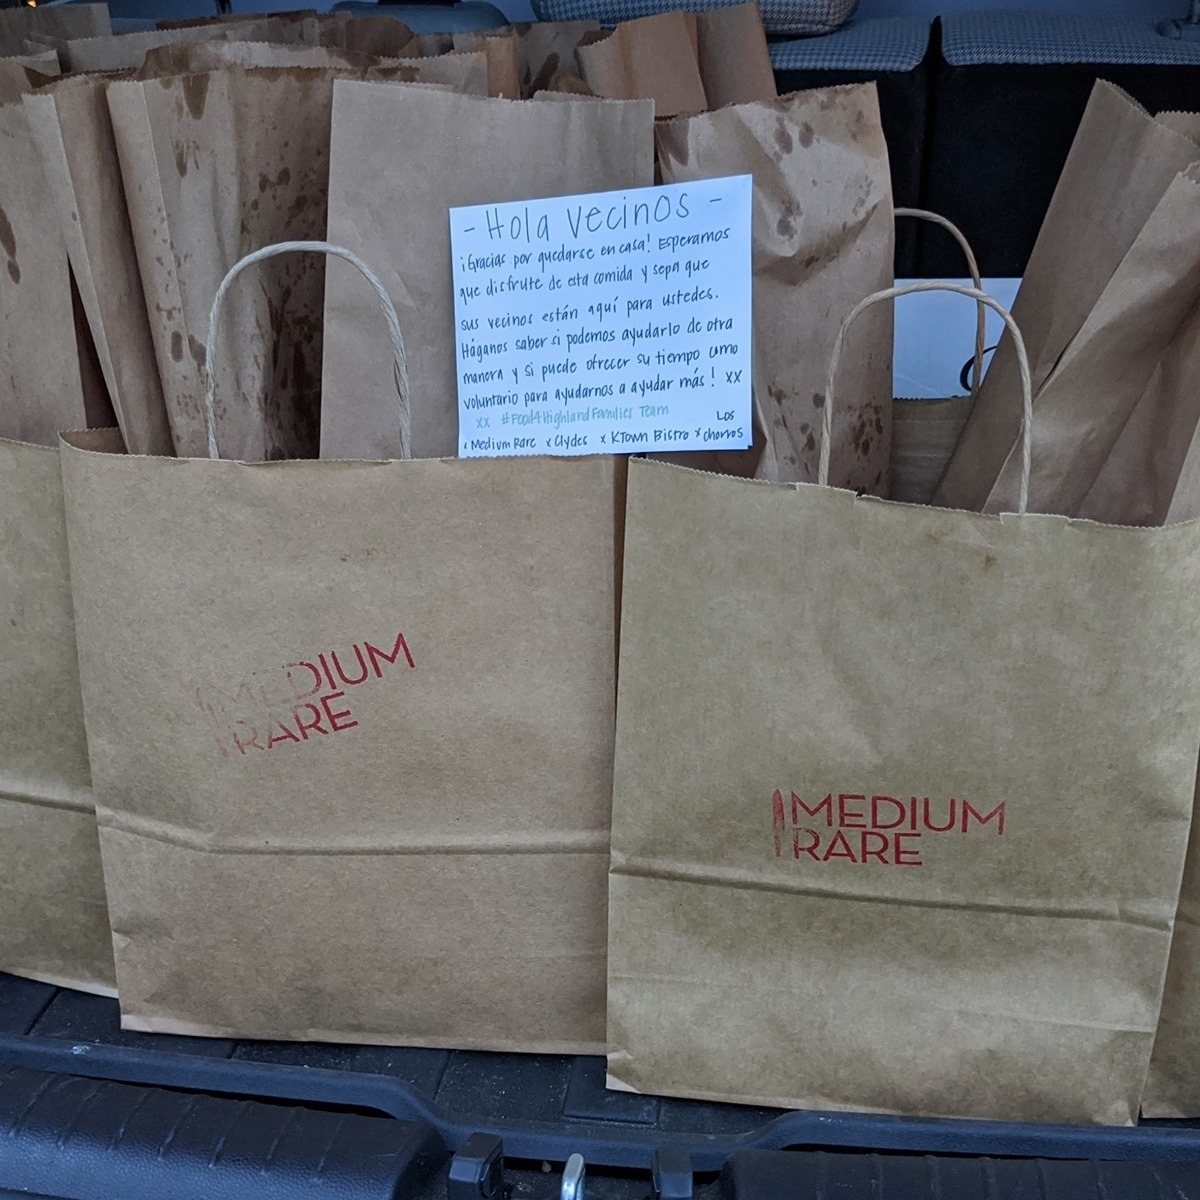 - Hola vecinos -
¡Gracias por quedarse en casa! Esperamos
que disfrute de esta comida y sepa que
sus vecinos están aquí para ustedes.
Háganos saber si podemos ayudarlo de otra
manera y si puede ofrecer su tiempo como
voluntario para ayudarnos a ayudar más! xx
xx #Food4HighlandFamilies Team
x Medium Rare x Clydes x KTown Bistro x Los chorros
MEDIUM
RARE
MEDIUM
RARE